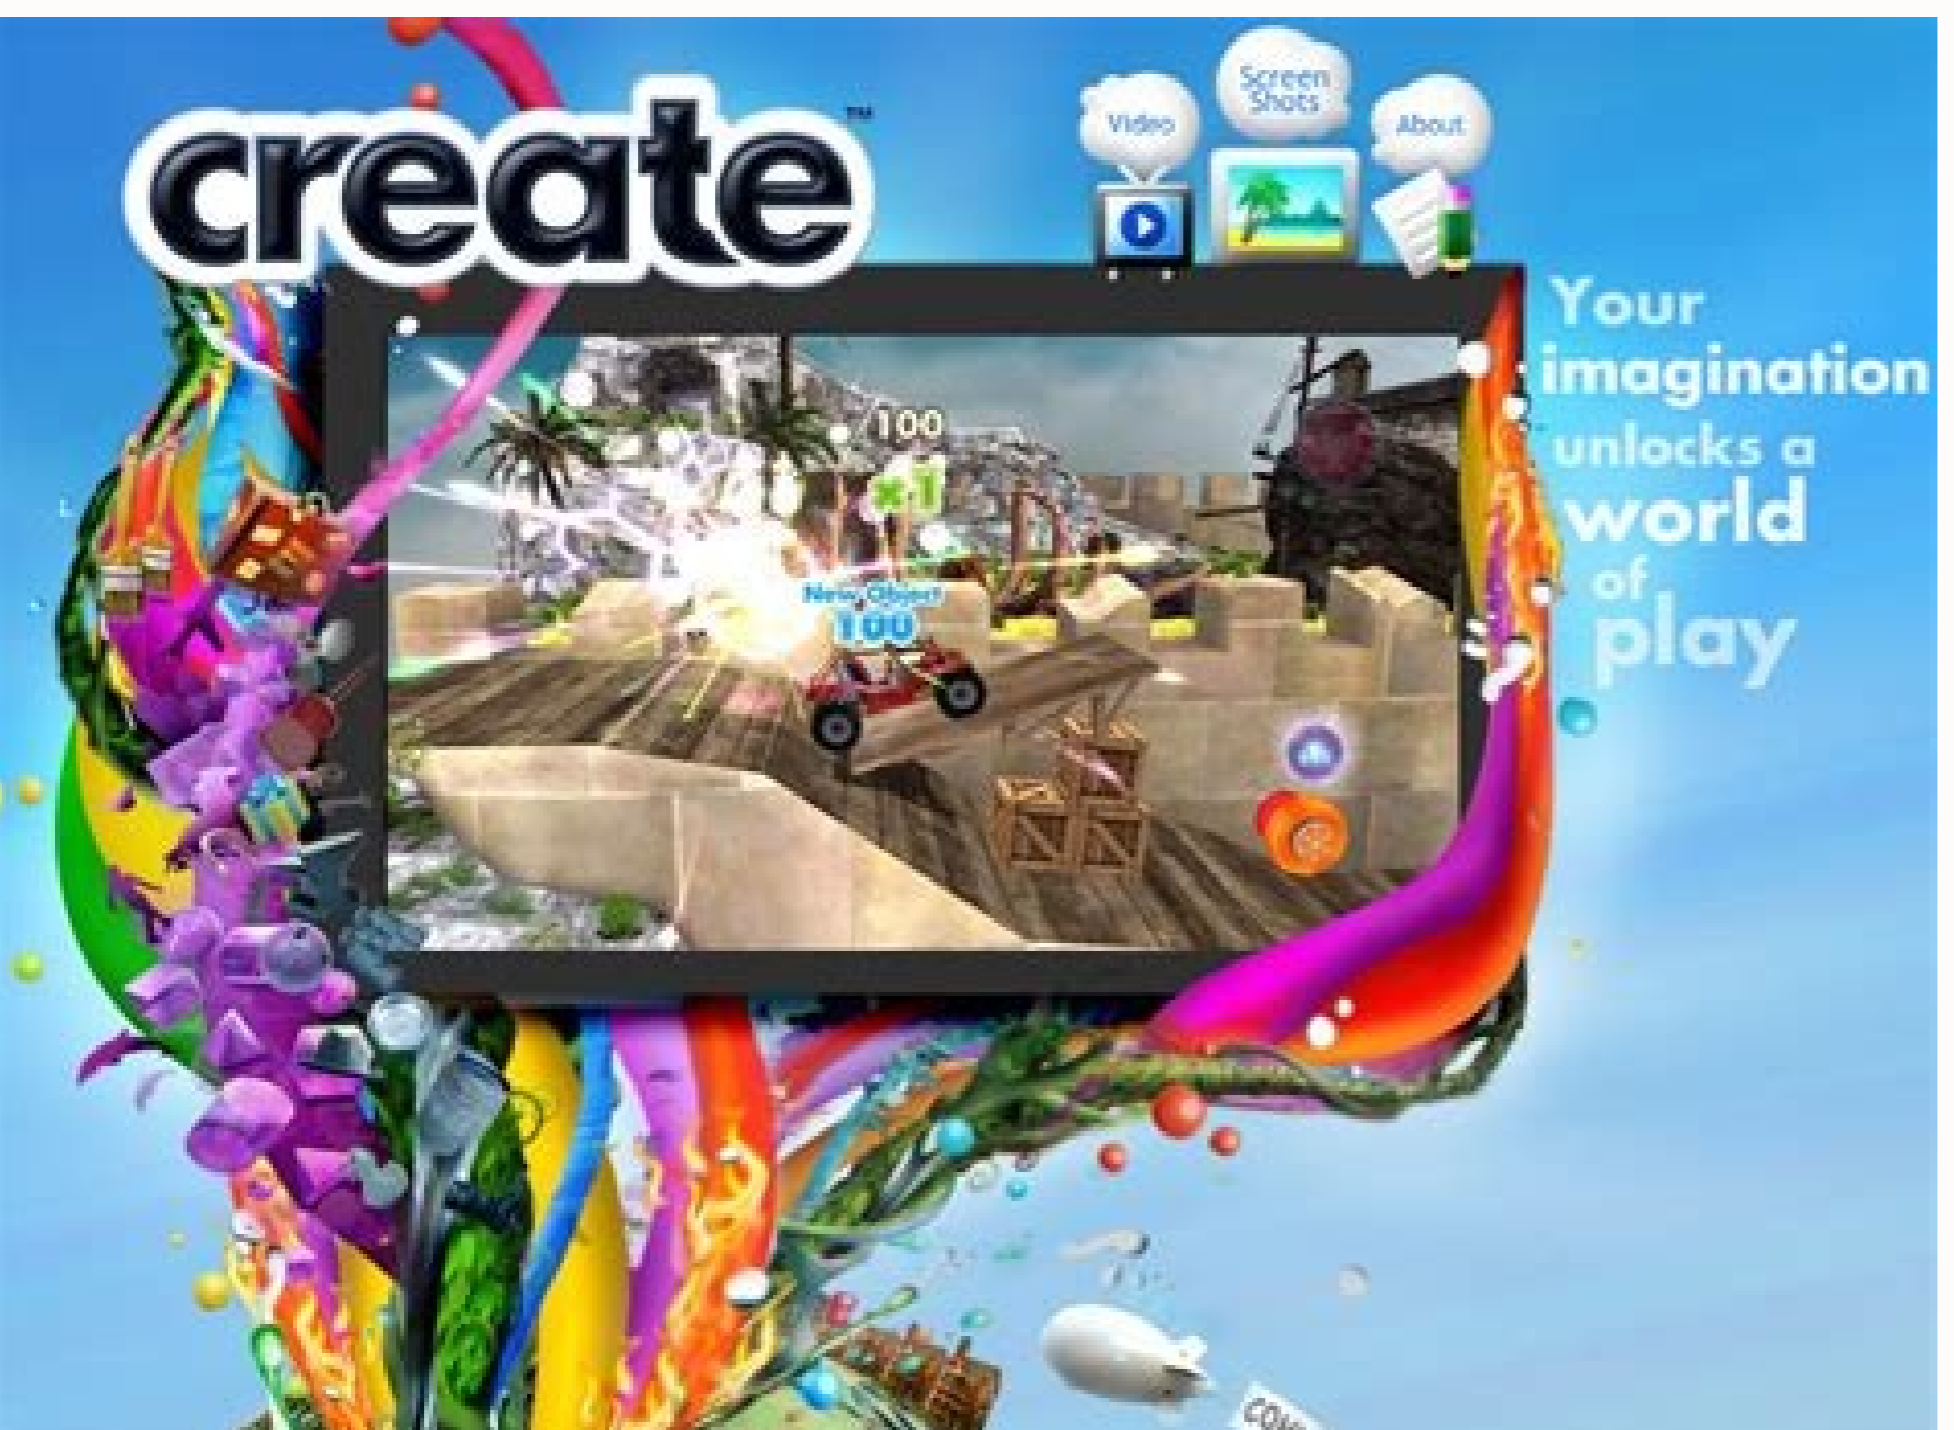 create™
Video
Screen
Shots
About
Your
imagination
unlocks a
world
of
play
100
x1
New Object
100